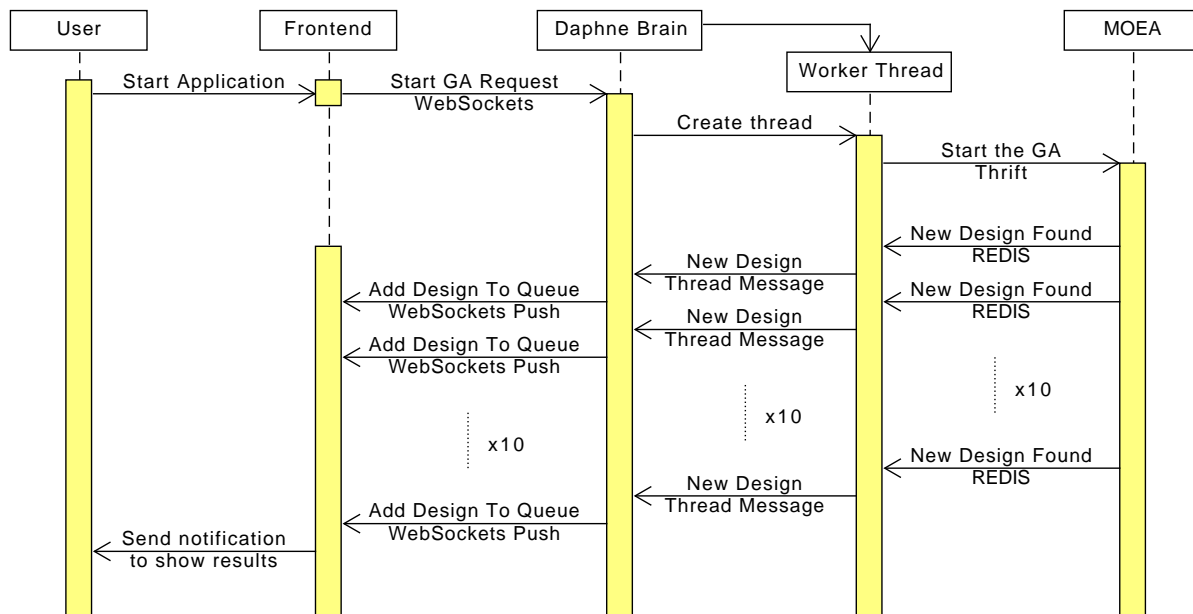 User
Frontend
Daphne Brain
MOEA
Worker Thread
Start Application
Start GA Request
WebSockets
Create thread
Start the GA
Thrift
New Design Found
REDIS
New Design
Thread Message
Add Design To Queue
WebSockets Push
New Design Found
REDIS
New Design
Thread Message
Add Design To Queue
WebSockets Push
x10
x10
x10
New Design Found
REDIS
New Design
Thread Message
Add Design To Queue
WebSockets Push
Send notification
to show results